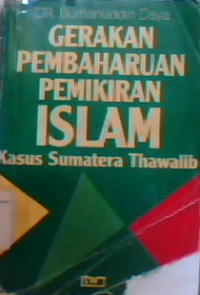 DR. Burhanuddin Daya
GERAKAN
PEMBAHARUAN
PEMIKIRAN
ISLAM
Kasus Sumatera Thawalib